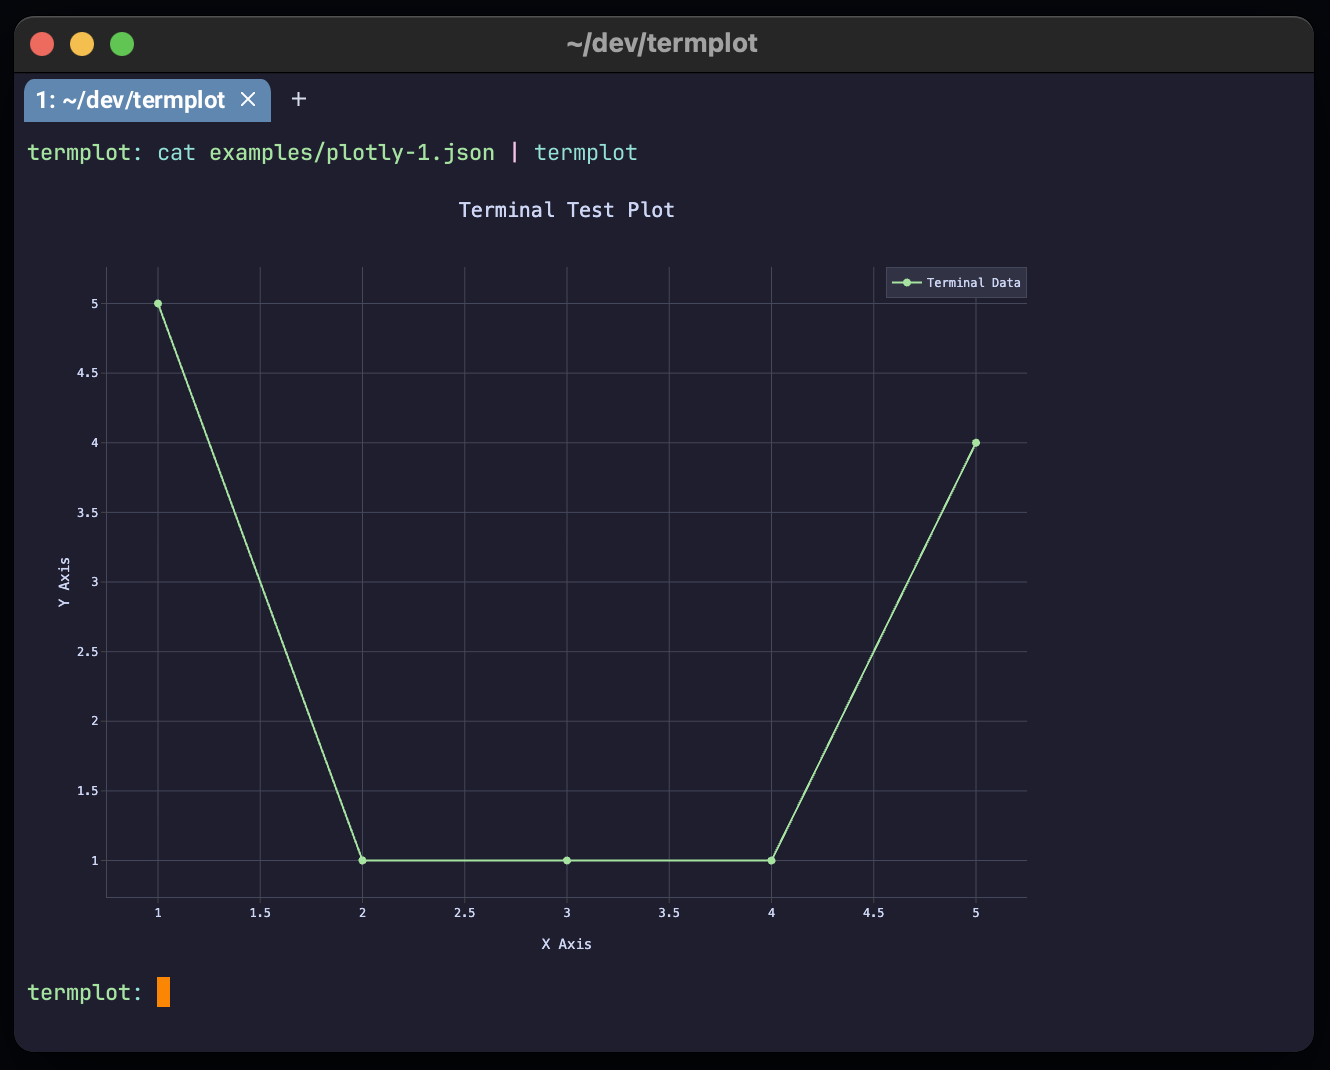 ~/dev/termplot
1: ~/dev/termplot × +
termplot: cat examples/plotly-1.json | termplot
Terminal Test Plot
Terminal Data
5
4.5
4
3.5
3
2.5
2
1.5
1
Y Axis
1 1.5 2 2.5 3 3.5 4 4.5 5
X Axis
termplot: